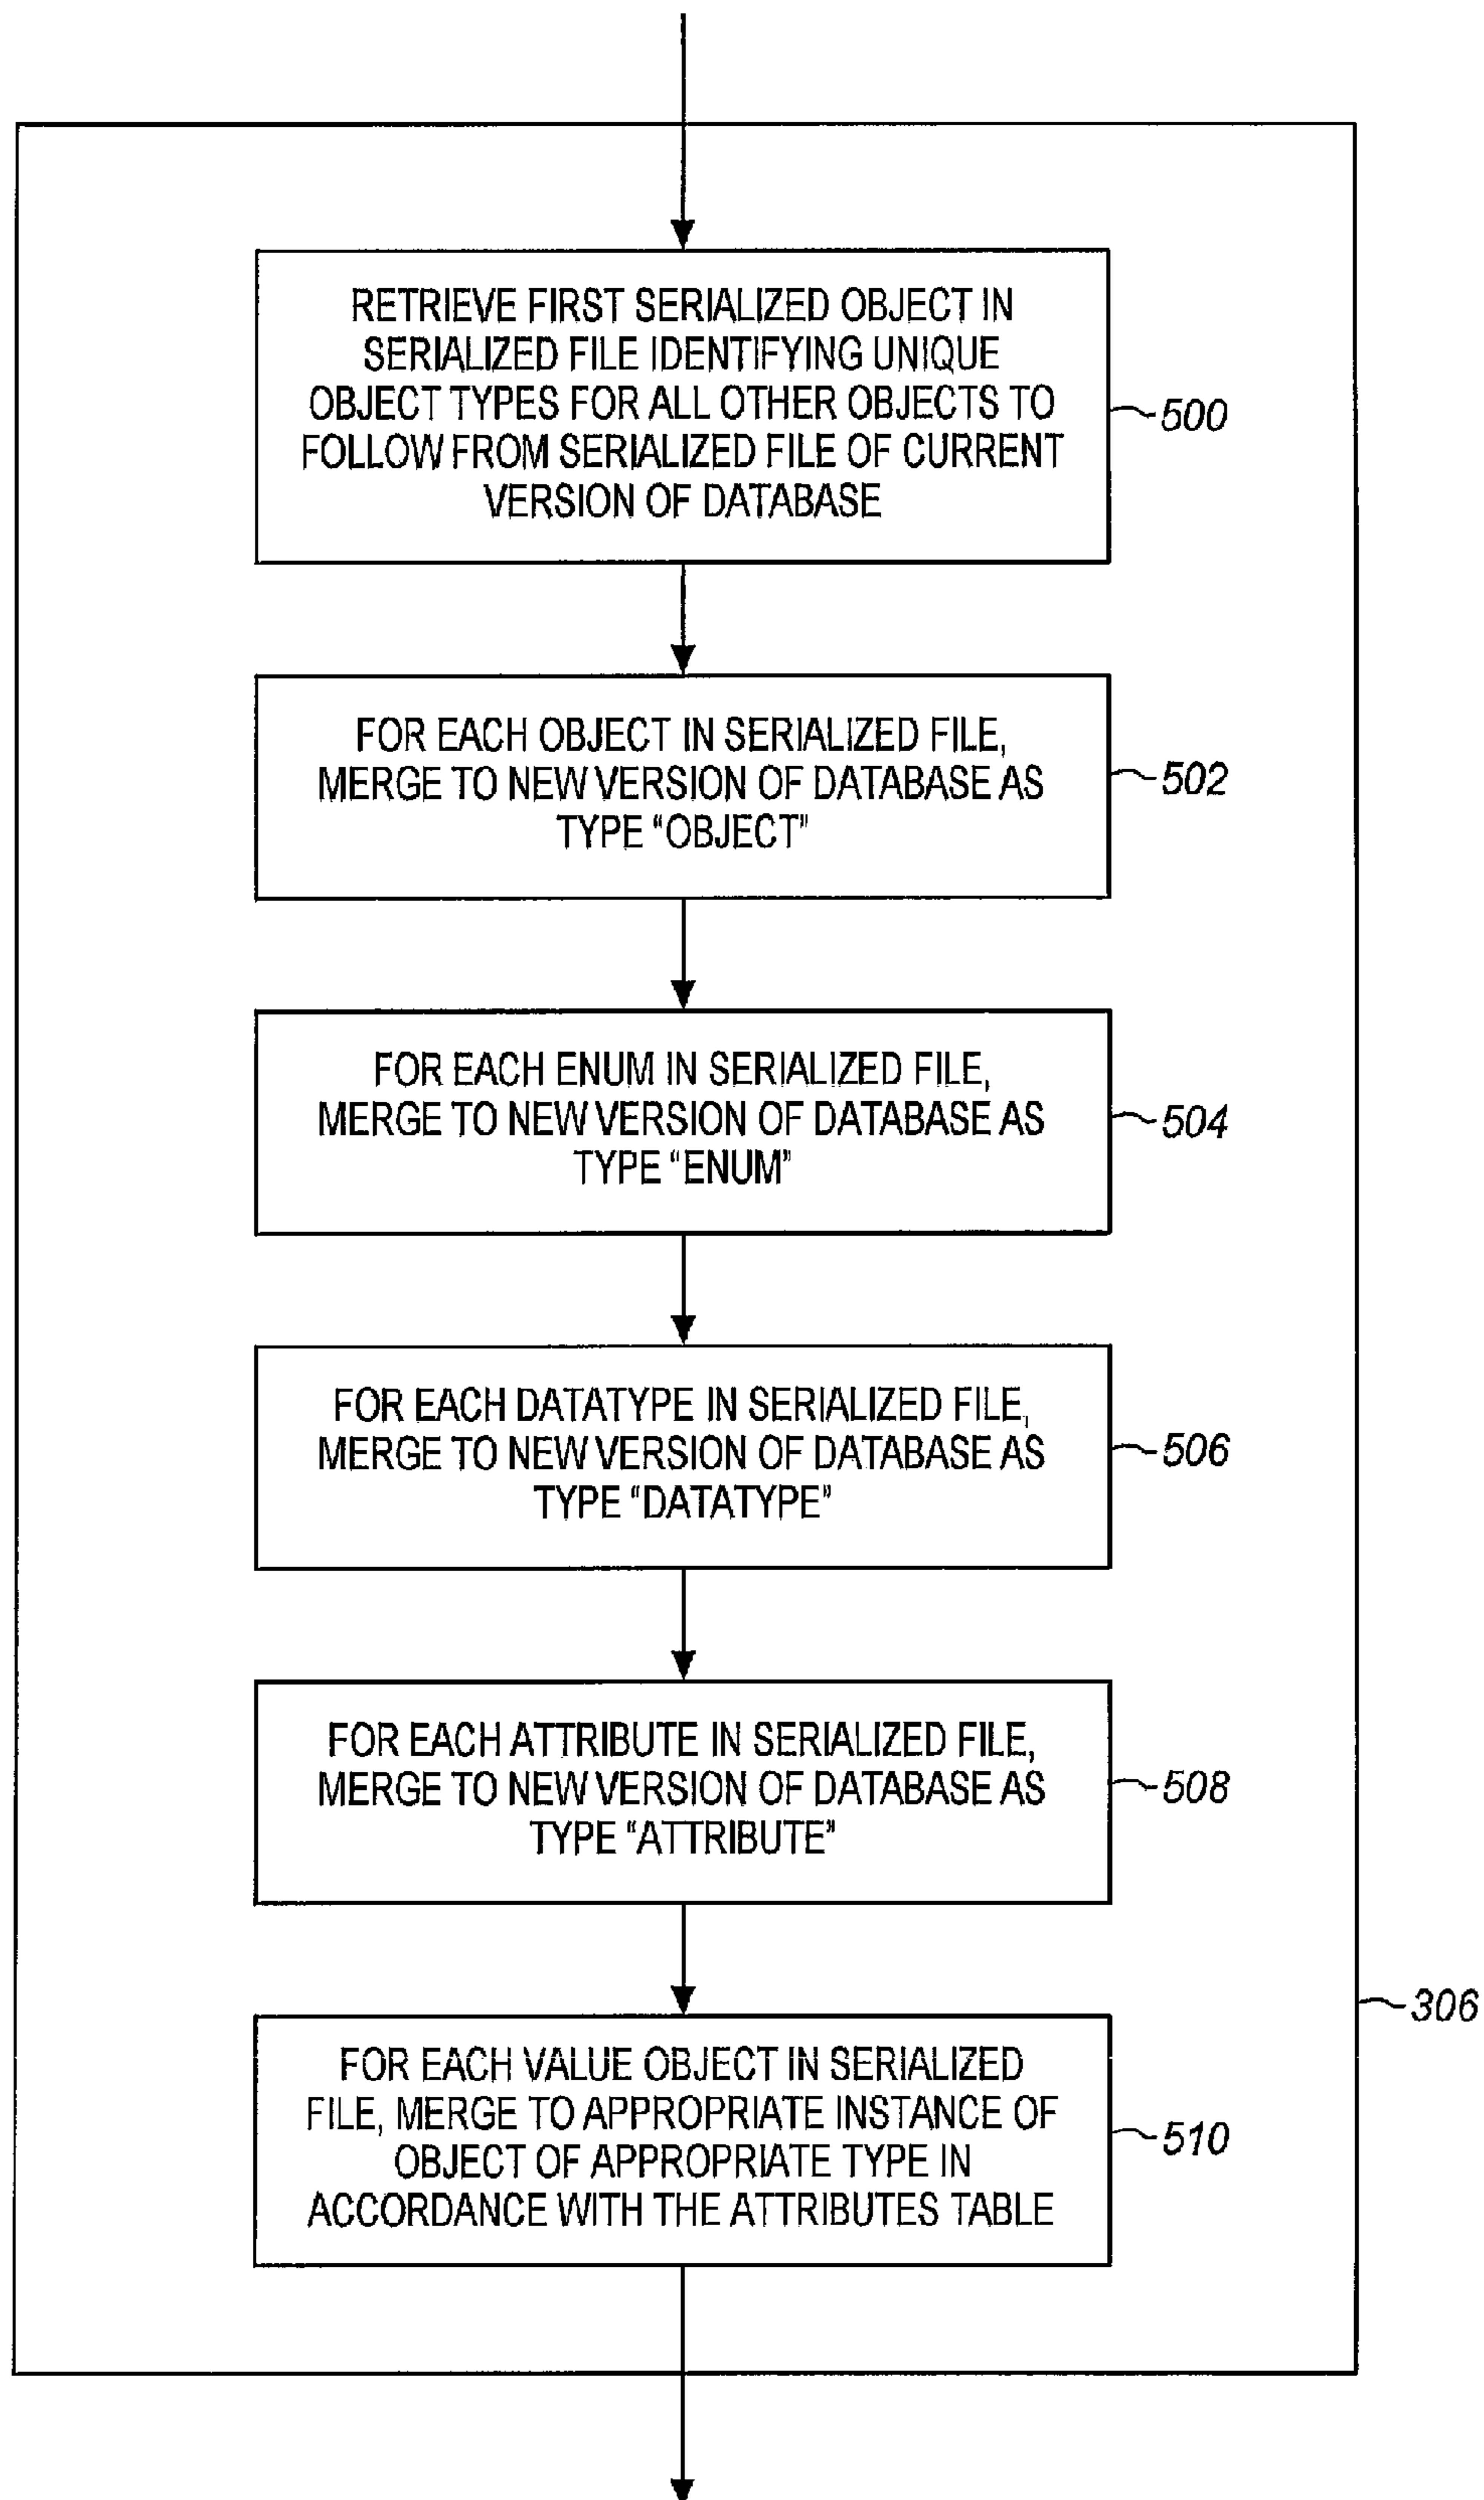 RETRIEVE FIRST SERIALIZED OBJECT IN
SERIALIZED FILE IDENTIFYING UNIQUE
OBJECT TYPES FOR ALL OTHER OBJECTS TO
FOLLOW FROM SERIALIZED FILE OF CURRENT
VERSION OF DATABASE
500
FOR EACH OBJECT IN SERIALIZED FILE,
MERGE TO NEW VERSION OF DATABASE AS
TYPE "OBJECT"
502
FOR EACH ENUM IN SERIALIZED FILE,
MERGE TO NEW VERSION OF DATABASE AS
TYPE "ENUM"
504
FOR EACH DATATYPE IN SERIALIZED FILE,
MERGE TO NEW VERSION OF DATABASE AS
TYPE "DATATYPE"
506
FOR EACH ATTRIBUTE IN SERIALIZED FILE,
MERGE TO NEW VERSION OF DATABASE AS
TYPE "ATTRIBUTE"
508
306
FOR EACH VALUE OBJECT IN SERIALIZED
FILE, MERGE TO APPROPRIATE INSTANCE OF
OBJECT OF APPROPRIATE TYPE IN
ACCORDANCE WITH THE ATTRIBUTES TABLE
510